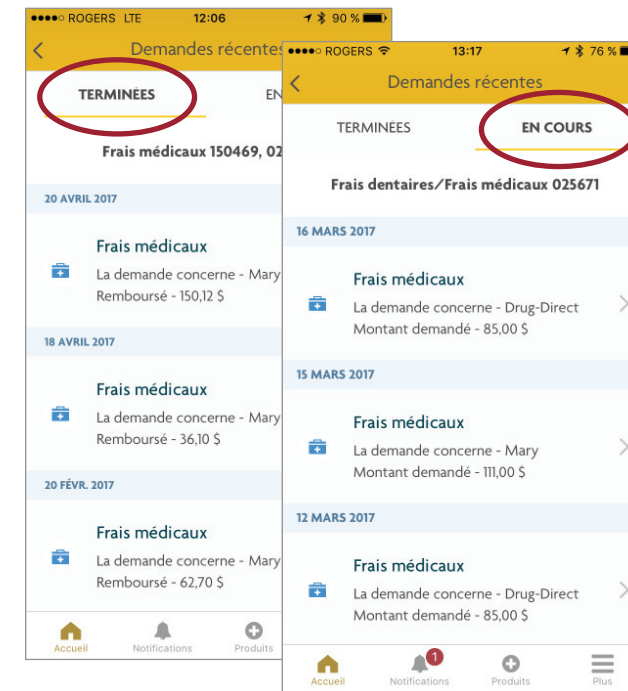 ROGERS LTE 12:06 90 %
Demandes récentes
TERMINÉES EN
Frais médicaux 150469, 02
20 AVRIL 2017
Frais médicaux
La demande concerne - Mary
Remboursé - 150,12 $
18 AVRIL 2017
Frais médicaux
La demande concerne - Mary
Remboursé - 36,10 $
20 FÉVR. 2017
Frais médicaux
La demande concerne - Mary
Remboursé - 62,70 $
Accueil Notifications Produits
ROGERS 13:17 76 %
Demandes récentes
TERMINÉES EN COURS
Frais dentaires/Frais médicaux 025671
16 MARS 2017
Frais médicaux
La demande concerne - Drug-Direct
Montant demandé - 85,00 $
15 MARS 2017
Frais médicaux
La demande concerne - Mary
Montant demandé - 111,00 $
12 MARS 2017
Frais médicaux
La demande concerne - Drug-Direct
Montant demandé - 85,00 $
1
Accueil Notifications Produits Plus